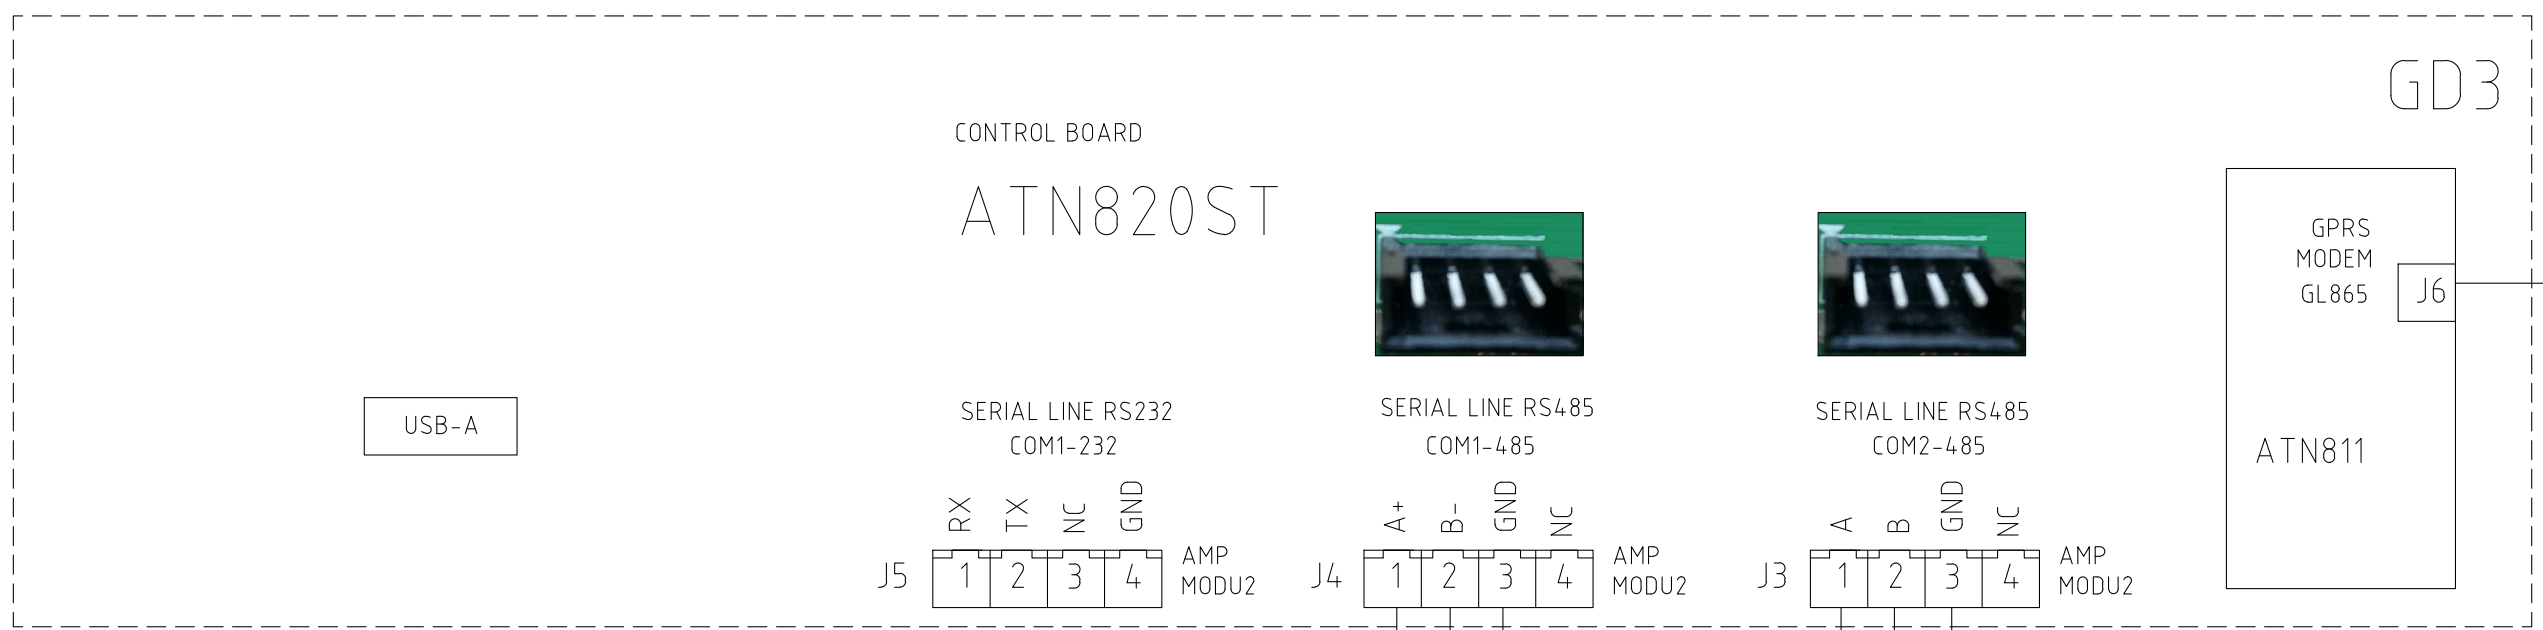 GD3
CONTROL BOARD
ATN820ST
GPRS
MODEM
GL865
J6
ATN811
USB-A
SERIAL LINE RS232
COM1-232
RX
TX
NC
GND
J5
1 2 3 4
AMP
MODU2
SERIAL LINE RS485
COM1-485
A+
B-
GND
NC
J4
1 2 3 4
AMP
MODU2
SERIAL LINE RS485
COM2-485
A
B
GND
NC
J3
1 2 3 4
AMP
MODU2